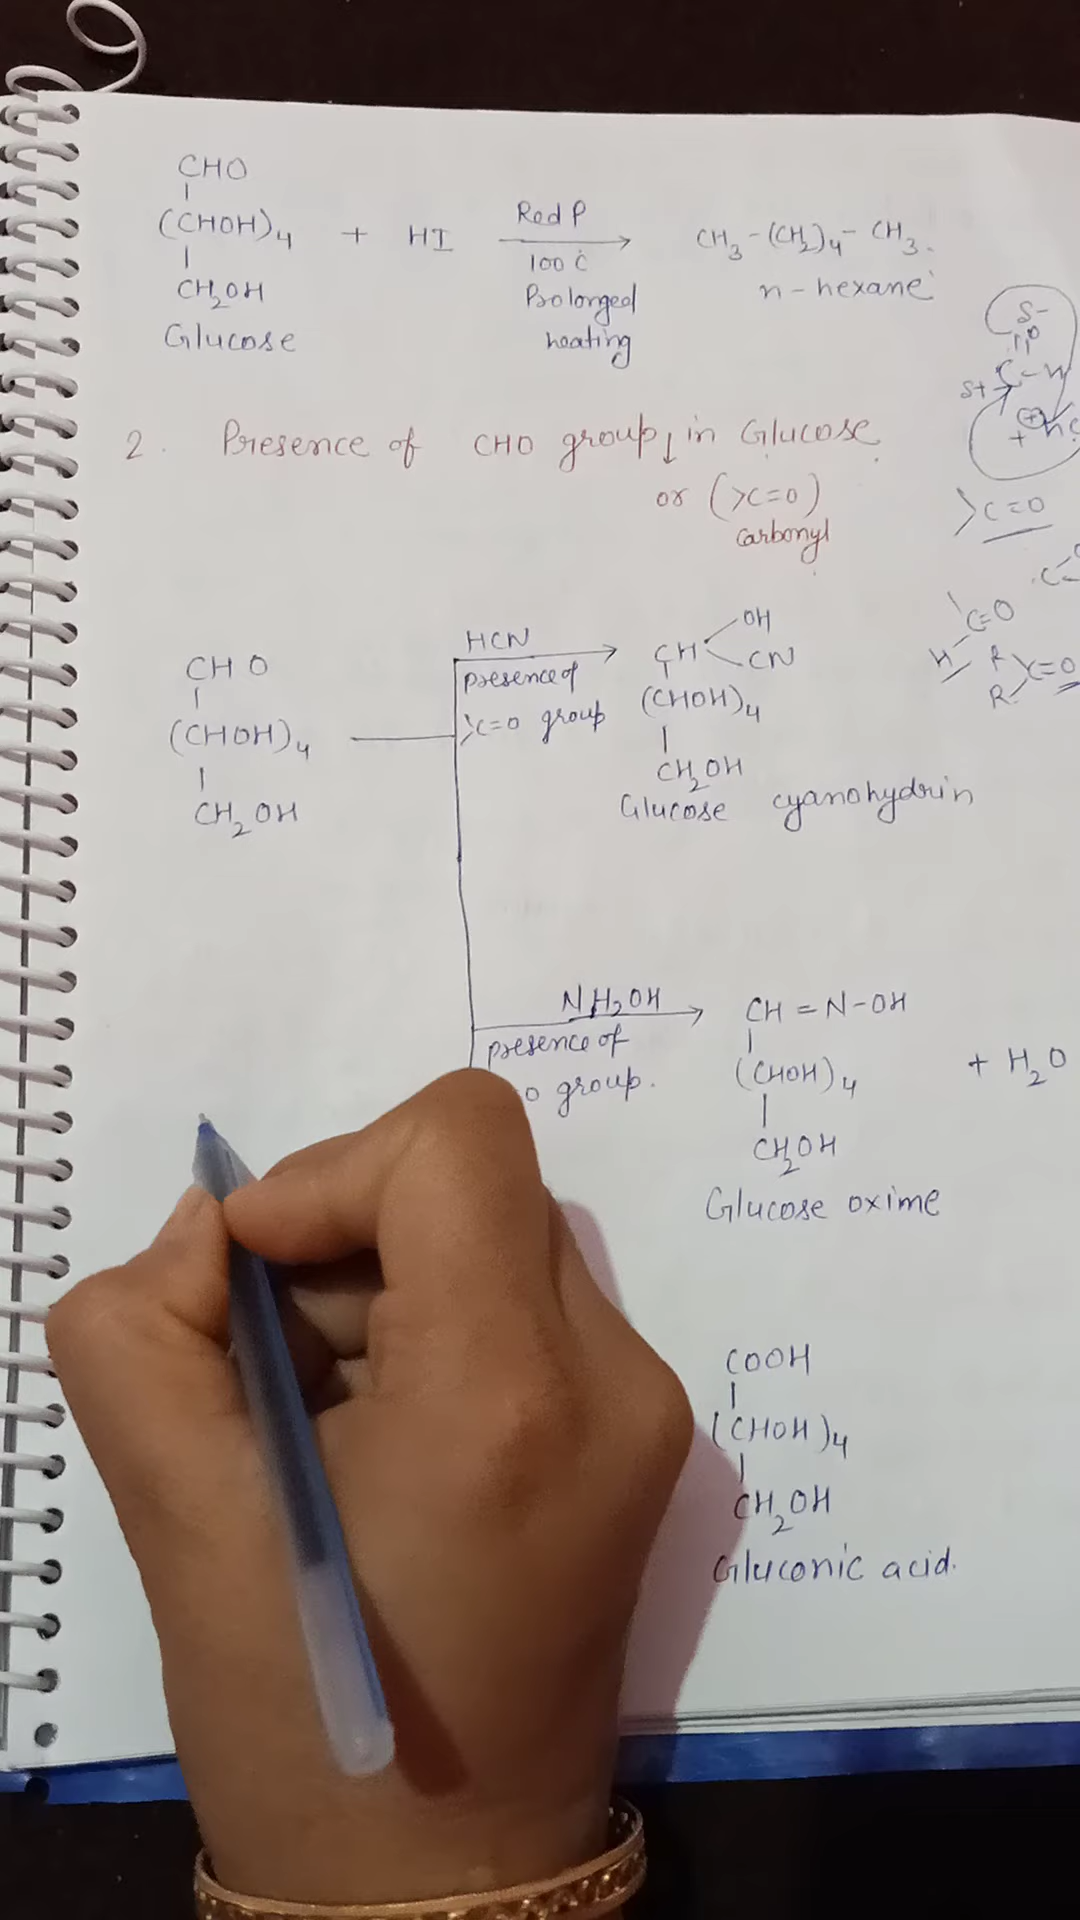 CHO
(CHOH)4 + HI Red P CH3-(CH2)4-CH3.
100°C
CH2OH Prolonged n-hexane
Glucose heating
δ-
O
δ+ C-H
+
2. Presence of CHO group, in Glucose.
or (>C=O)
carbonyl
>C=O
C=O
H
R
R C=O
HCN
CHO presence of CH OH
CN
>C=O group
(CHOH)4 (CHOH)4
CH2OH CH2OH
Glucose cyanohydrin
NH2OH CH=N-OH
presence of
(CHOH)4 + H2O
o group.
CH2OH
Glucose oxime
COOH
(CHOH)4
CH2OH
Gluconic acid.